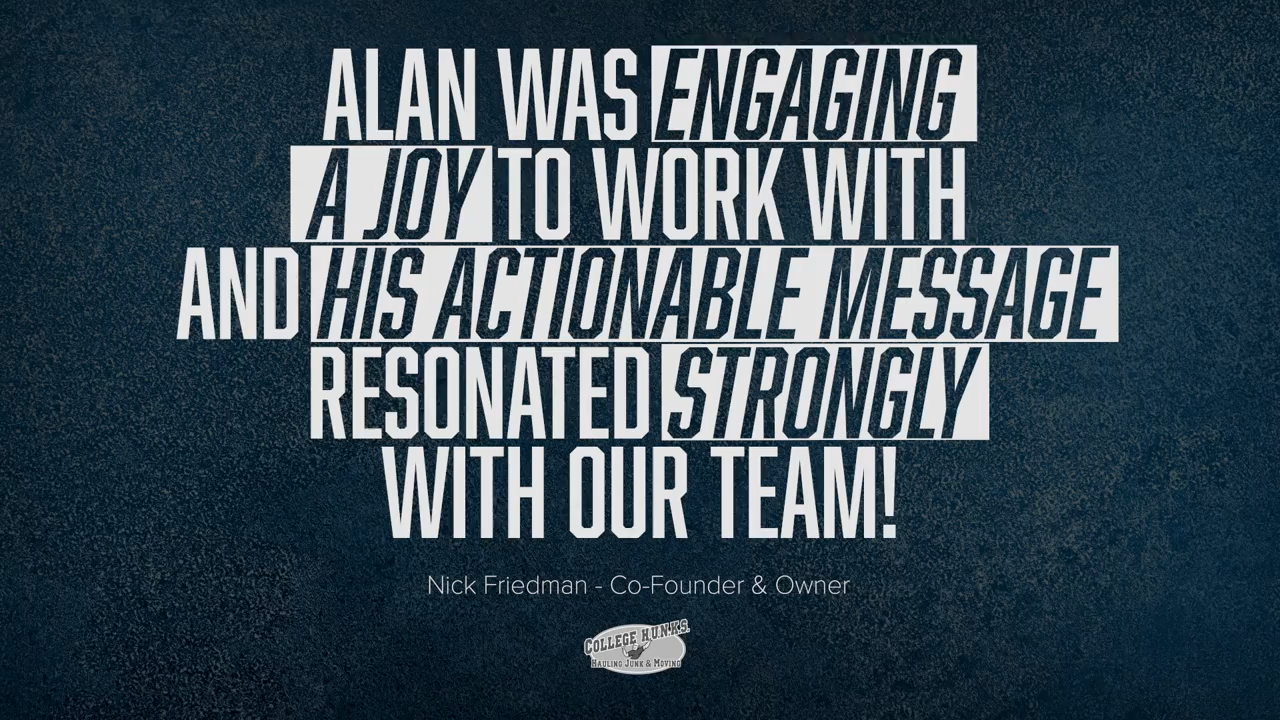 ALAN WAS ENGAGING
A JOY TO WORK WITH
AND HIS ACTIONABLE MESSAGE
RESONATED STRONGLY
WITH OUR TEAM!
Nick Friedman - Co-Founder & Owner
COLLEGE H.U.N.K.S.
HAULING JUNK & MOVING